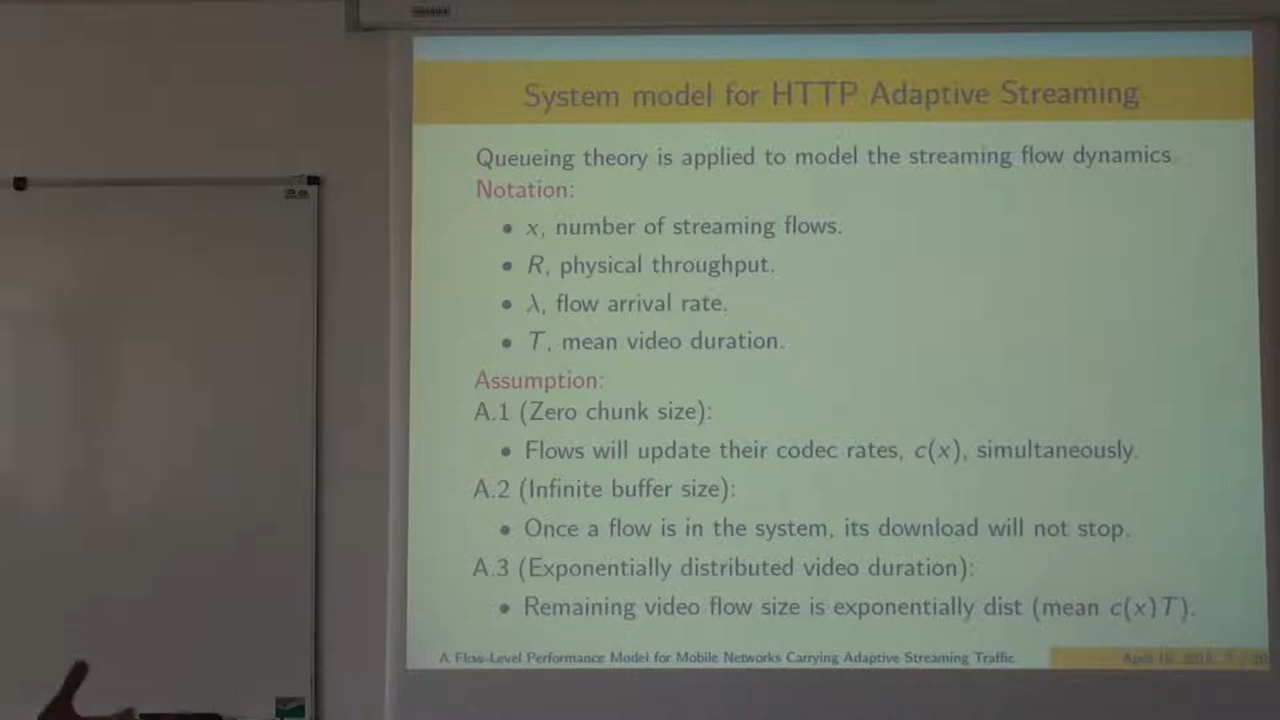 System model for HTTP Adaptive Streaming
Queueing theory is applied to model the streaming flow dynamics
Notation:
• x, number of streaming flows.
• R, physical throughput.
• λ, flow arrival rate.
• T, mean video duration.
Assumption:
A.1 (Zero chunk size):
• Flows will update their codec rates, c(x), simultaneously.
A.2 (Infinite buffer size):
• Once a flow is in the system, its download will not stop.
A.3 (Exponentially distributed video duration):
• Remaining video flow size is exponentially dist (mean c(x)T).
A Flow-Level Performance Model for Mobile Networks Carrying Adaptive Streaming Traffic.
April